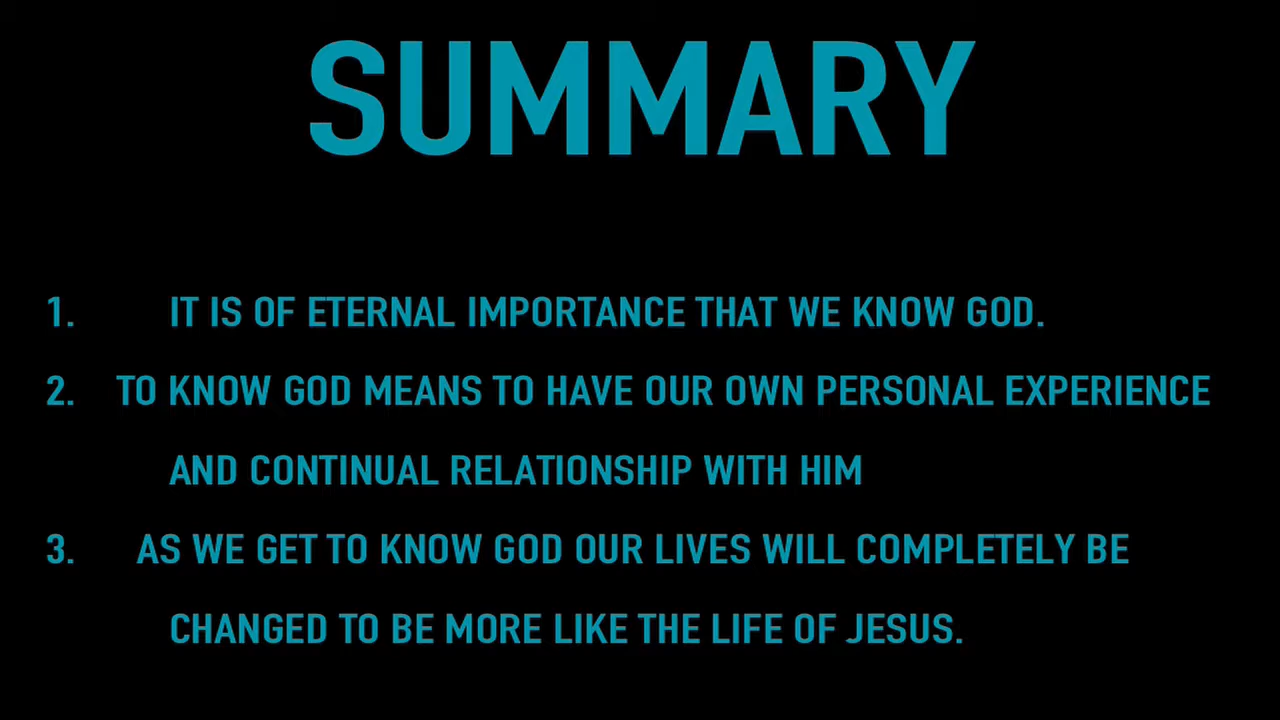 SUMMARY
1. IT IS OF ETERNAL IMPORTANCE THAT WE KNOW GOD.
2. TO KNOW GOD MEANS TO HAVE OUR OWN PERSONAL EXPERIENCE
AND CONTINUAL RELATIONSHIP WITH HIM
3. AS WE GET TO KNOW GOD OUR LIVES WILL COMPLETELY BE
CHANGED TO BE MORE LIKE THE LIFE OF JESUS.